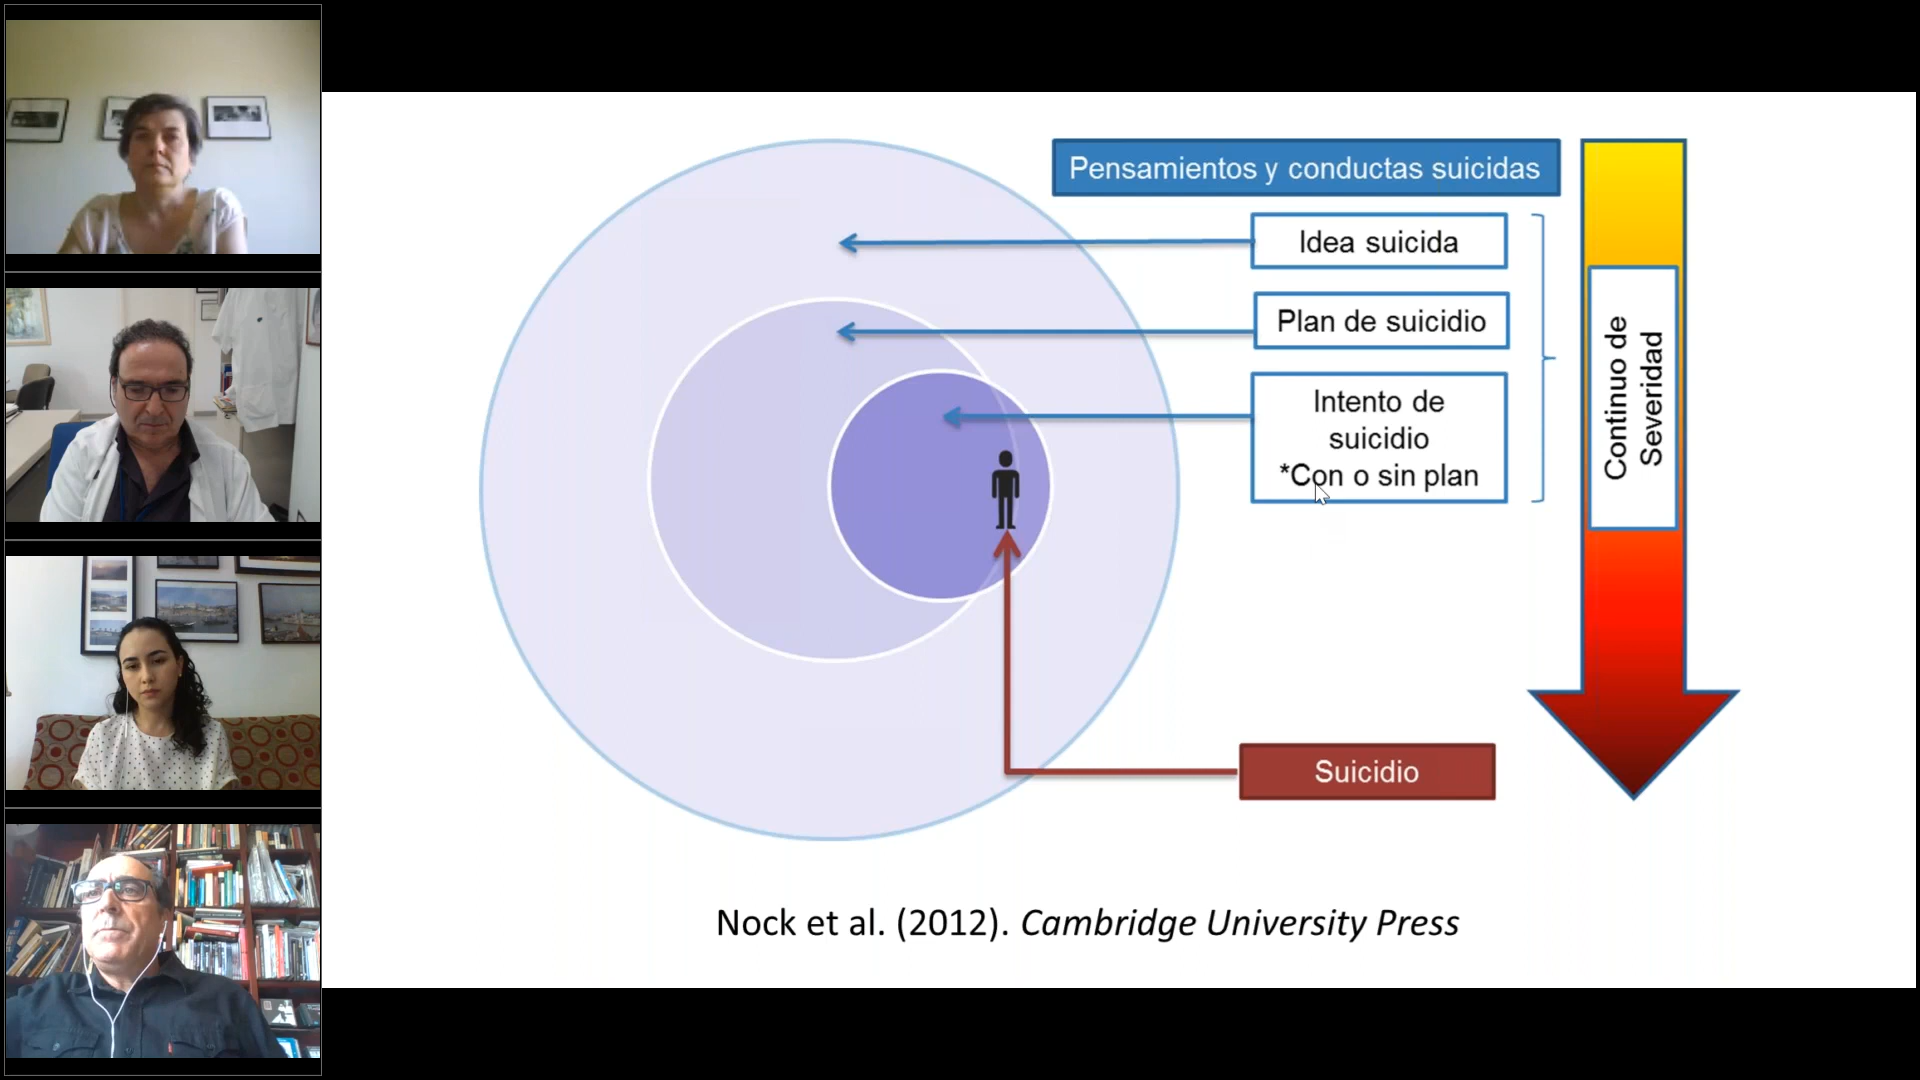 Pensamientos y conductas suicidas
Idea suicida
Plan de suicidio
Intento de
suicidio
*Con o sin plan
Continuo de
Severidad
Suicidio
Nock et al. (2012). Cambridge University Press